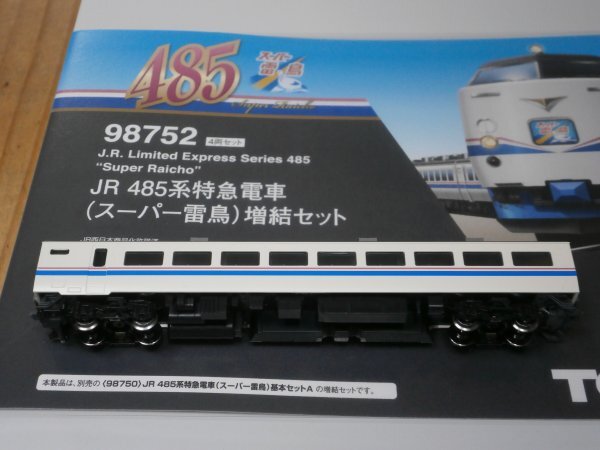 485
スーパー
雷鳥
Super Raicho
98752 4両セット
J.R. Limited Express Series 485
"Super Raicho"
JR 485系特急電車
(スーパー雷鳥)増結セット
本製品は、別売の〈98750〉JR 485系特急電車(スーパー雷鳥)基本セットA の増結セットです。